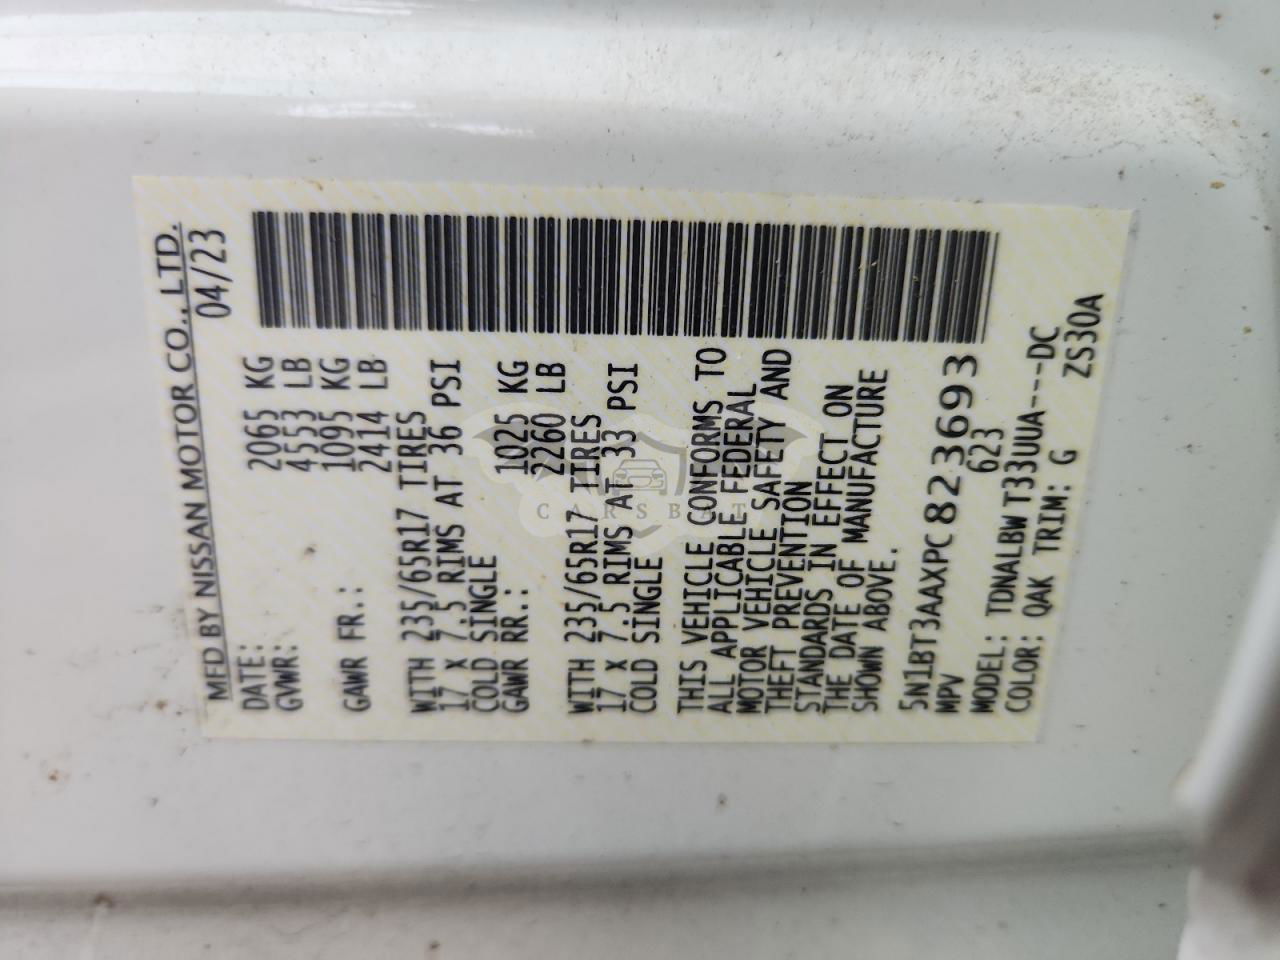 MFD BY NISSAN MOTOR CO., LTD.
DATE: 04/23
GVWR: 2065 KG
4553 LB
GAWR FR.: 1095 KG
2414 LB
WITH 235/65R17 TIRES
17 X 7.5 RIMS AT 36 PSI
COLD SINGLE
GAWR RR.: 1025 KG
2260 LB
WITH 235/65R17 TIRES
17 X 7.5 RIMS AT 33 PSI
COLD SINGLE
THIS VEHICLE CONFORMS TO
ALL APPLICABLE FEDERAL
MOTOR VEHICLE SAFETY AND
THEFT PREVENTION
STANDARDS IN EFFECT ON
THE DATE OF MANUFACTURE
SHOWN ABOVE.
5N1BT3AAXPC823693
MPV 623
MODEL: TDNALBW T33UUA---DC
COLOR: QAK TRIM: G ZS30A
CARSBAT